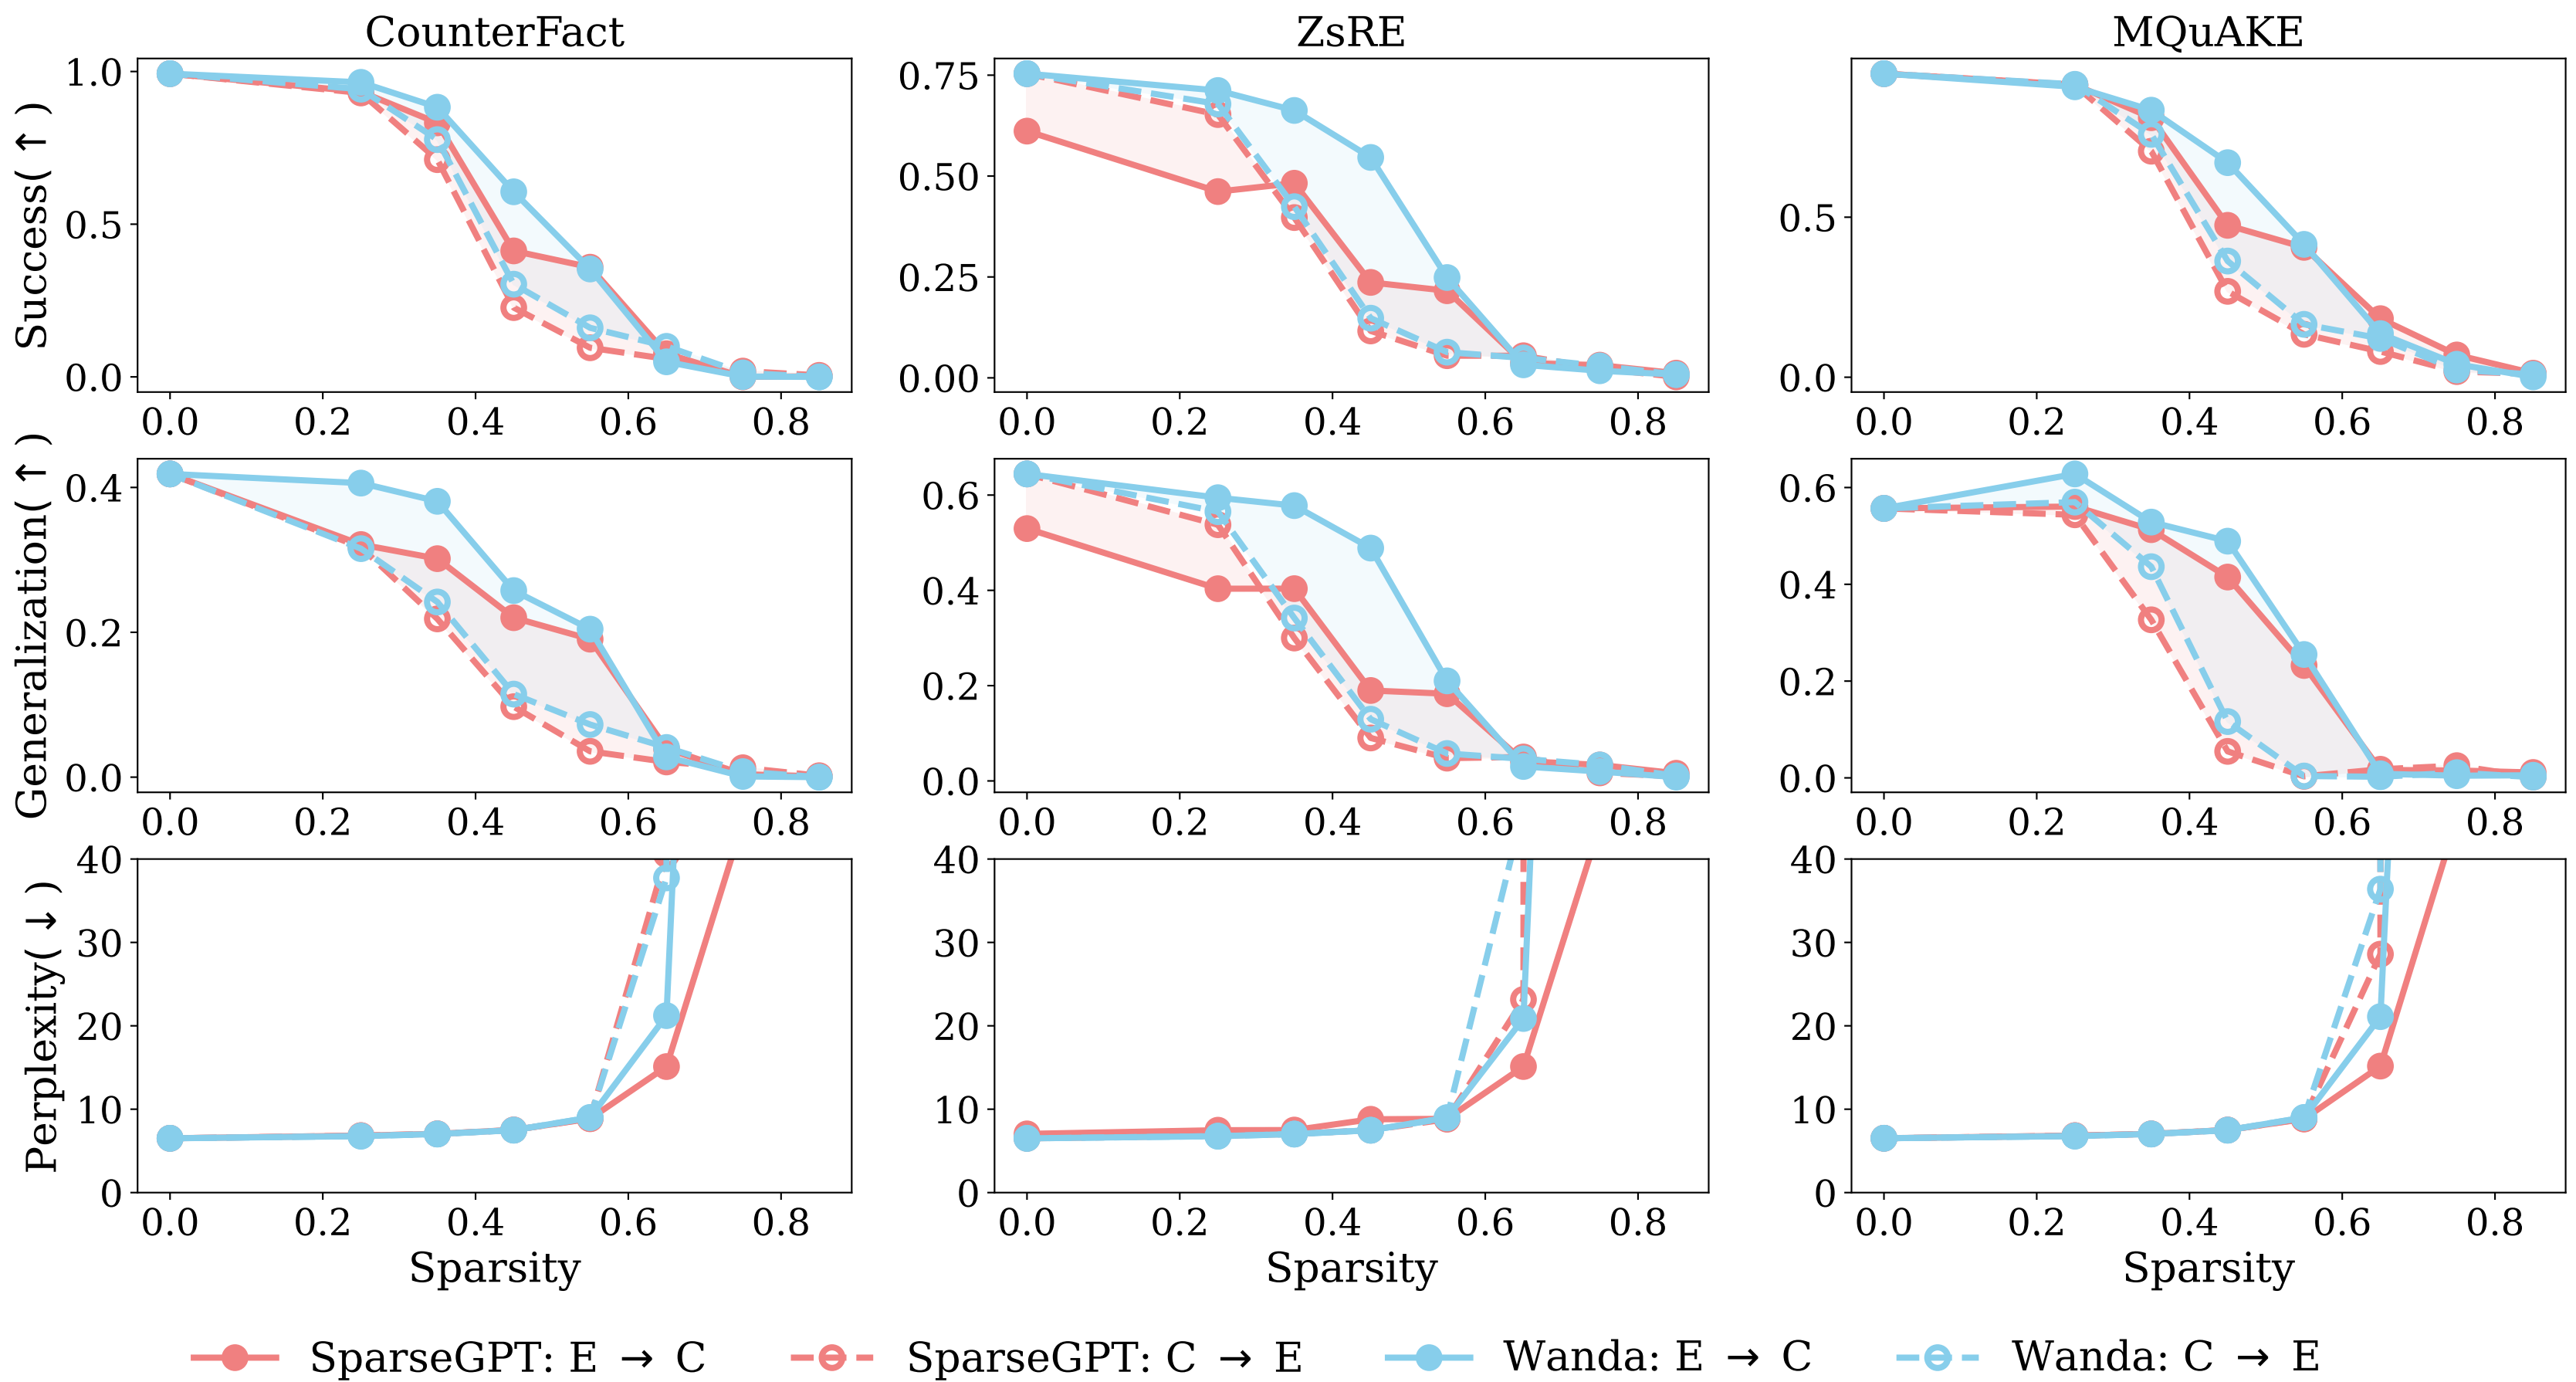 CounterFact
ZsRE
MQuAKE
Success( ↑ )
1.0
0.5
0.0
0.0 0.2 0.4 0.6 0.8
0.75
0.50
0.25
0.00
0.0 0.2 0.4 0.6 0.8
0.5
0.0
0.0 0.2 0.4 0.6 0.8
Generalization( ↑ )
0.4
0.2
0.0
0.0 0.2 0.4 0.6 0.8
0.6
0.4
0.2
0.0
0.0 0.2 0.4 0.6 0.8
0.6
0.4
0.2
0.0
0.0 0.2 0.4 0.6 0.8
Perplexity( ↓ )
40
30
20
10
0
0.0 0.2 0.4 0.6 0.8
Sparsity
40
30
20
10
0
0.0 0.2 0.4 0.6 0.8
Sparsity
40
30
20
10
0
0.0 0.2 0.4 0.6 0.8
Sparsity
SparseGPT: E → C
SparseGPT: C → E
Wanda: E → C
Wanda: C → E